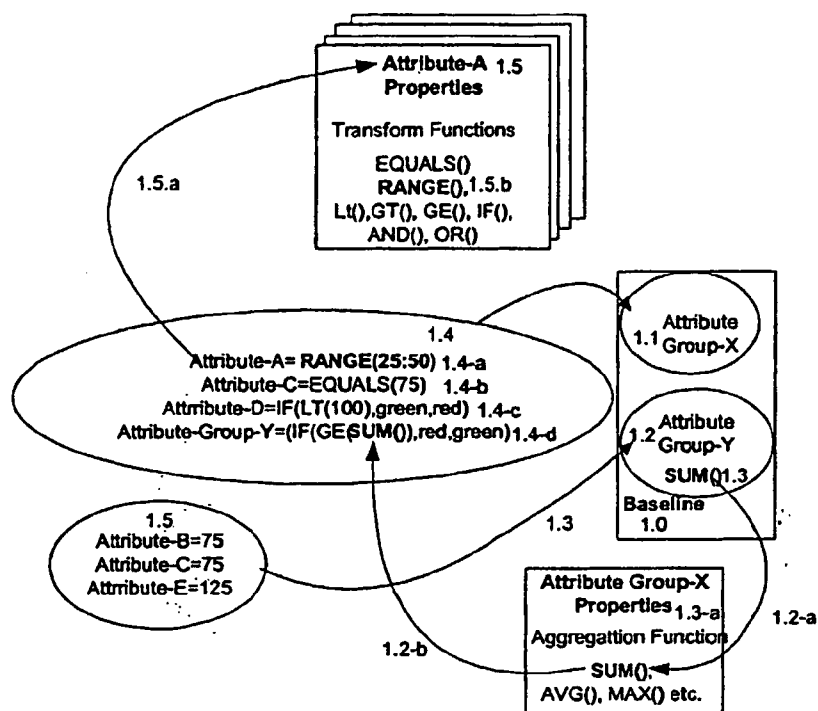 Attribute-A 1.5
Properties
Transform Functions
EQUALS()
RANGE(), 1.5.b
Lt(),GT(), GE(), IF(),
AND(), OR()
1.5.a
1.4
Attribute-A= RANGE(25:50) 1.4-a
Attribute-C=EQUALS(75) 1.4-b
Attrribute-D=IF(LT(100),green,red) 1.4-c
Attribute-Group-Y=(IF(GE(SUM()),red,green) 1.4-d
1.1 Attribute
Group-X
Attribute
1.2 Group-Y
SUM() 1.3
Baseline
1.0
1.5
Attribute-B=75
Attribute-C=75
Attrribute-E=125
1.3
Attribute Group-X
Properties 1.3-a
Aggregattion Function
SUM(),
AVG(), MAX() etc.
1.2-a
1.2-b